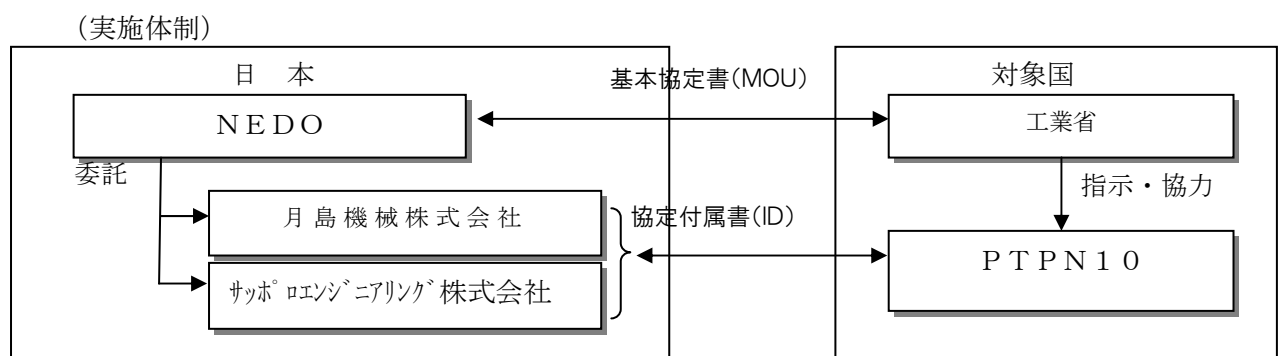 (実施体制)
日　本
基本協定書(MOU)
対象国
ＮＥＤＯ
工業省
委託
指示・協力
月島機械株式会社
協定付属書(ID)
ＰＴＰＮ１０
ｻｯﾎﾟﾛｴﾝｼﾞﾆｱﾘﾝｸﾞ株式会社